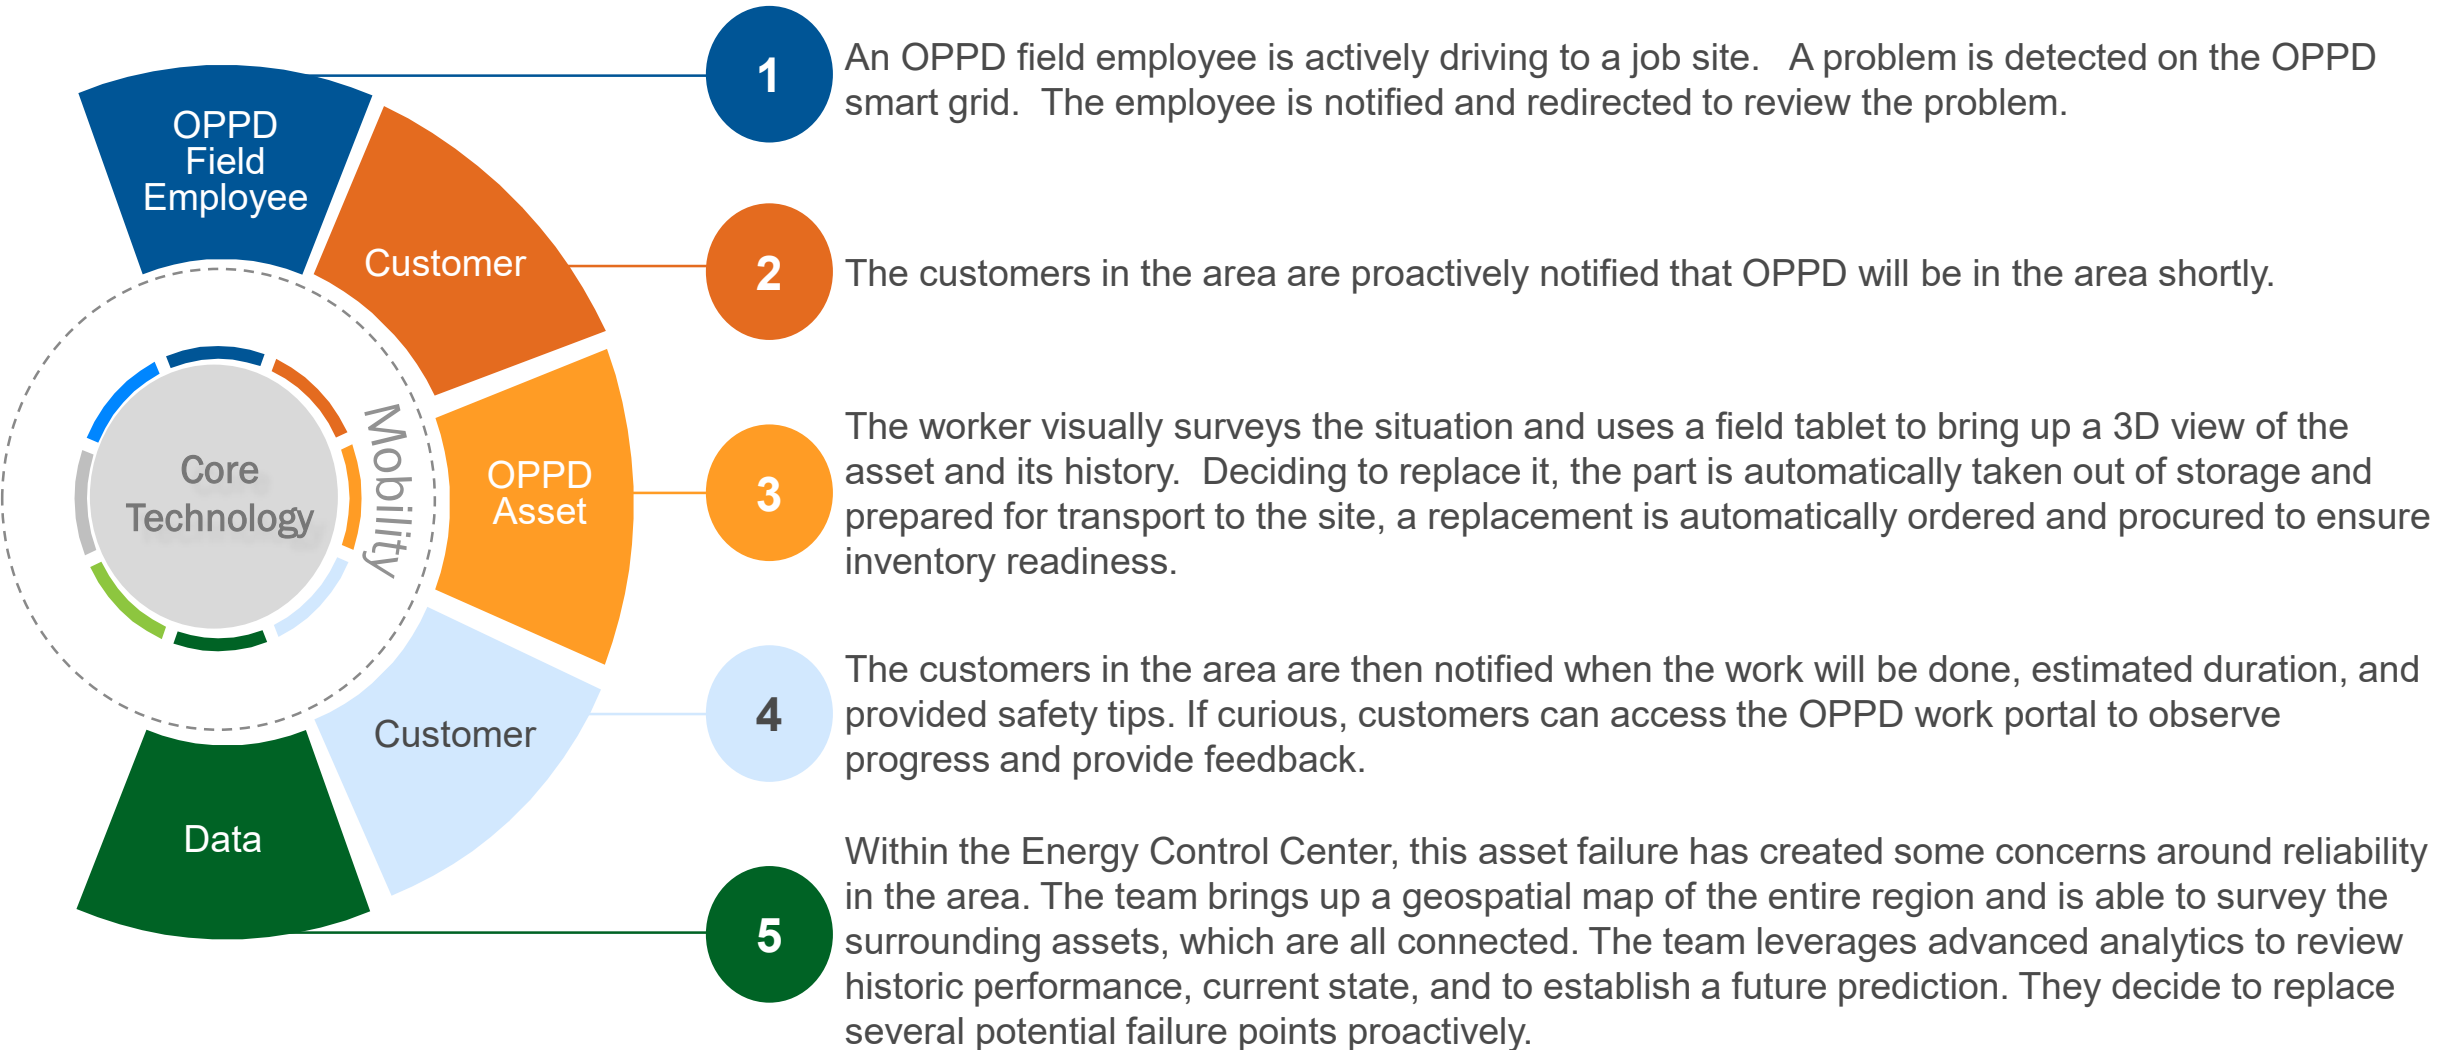 OPPD
Field
Employee
Customer
OPPD
Asset
Customer
Data
Mobility
Core
Technology
1
An OPPD field employee is actively driving to a job site.   A problem is detected on the OPPD
smart grid.  The employee is notified and redirected to review the problem.
2
The customers in the area are proactively notified that OPPD will be in the area shortly.
3
The worker visually surveys the situation and uses a field tablet to bring up a 3D view of the
asset and its history.  Deciding to replace it, the part is automatically taken out of storage and
prepared for transport to the site, a replacement is automatically ordered and procured to ensure
inventory readiness.
4
The customers in the area are then notified when the work will be done, estimated duration, and
provided safety tips. If curious, customers can access the OPPD work portal to observe
progress and provide feedback.
5
Within the Energy Control Center, this asset failure has created some concerns around reliability
in the area. The team brings up a geospatial map of the entire region and is able to survey the
surrounding assets, which are all connected. The team leverages advanced analytics to review
historic performance, current state, and to establish a future prediction. They decide to replace
several potential failure points proactively.